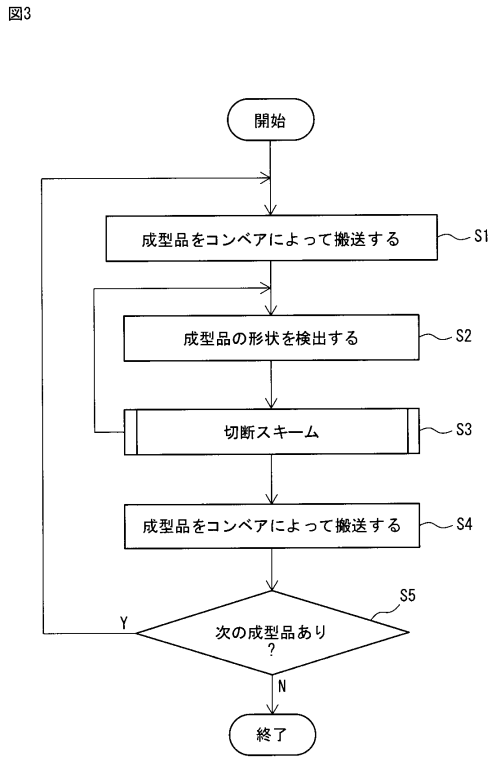 図3
開始
成型品をコンベアによって搬送する
S1
成型品の形状を検出する
S2
切断スキーム
S3
成型品をコンベアによって搬送する
S4
S5
次の成型品あり
?
Y
N
終了